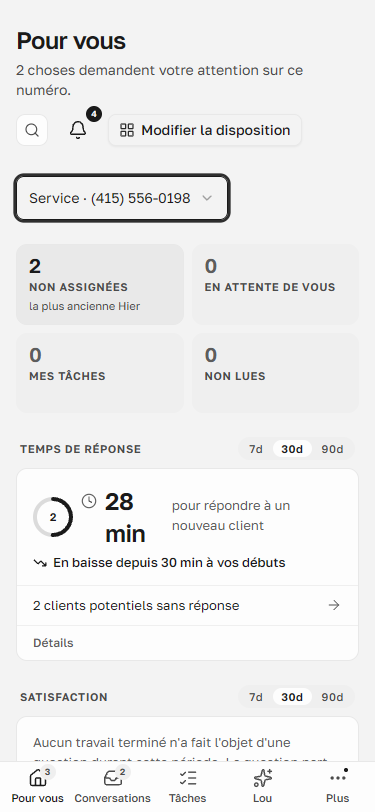 Pour vous
2 choses demandent votre attention sur ce
numéro.
4
Modifier la disposition
Service · (415) 556-0198
2
NON ASSIGNÉES
la plus ancienne Hier
0
EN ATTENTE DE VOUS
0
MES TÂCHES
0
NON LUES
TEMPS DE RÉPONSE
7d 30d 90d
2
28
min
pour répondre à un
nouveau client
En baisse depuis 30 min à vos débuts
2 clients potentiels sans réponse
Détails
SATISFACTION
7d 30d 90d
Aucun travail terminé n'a fait l'objet d'une
question durant cette période. La question part
3
Pour vous
2
Conversations
Tâches
Lou
Plus